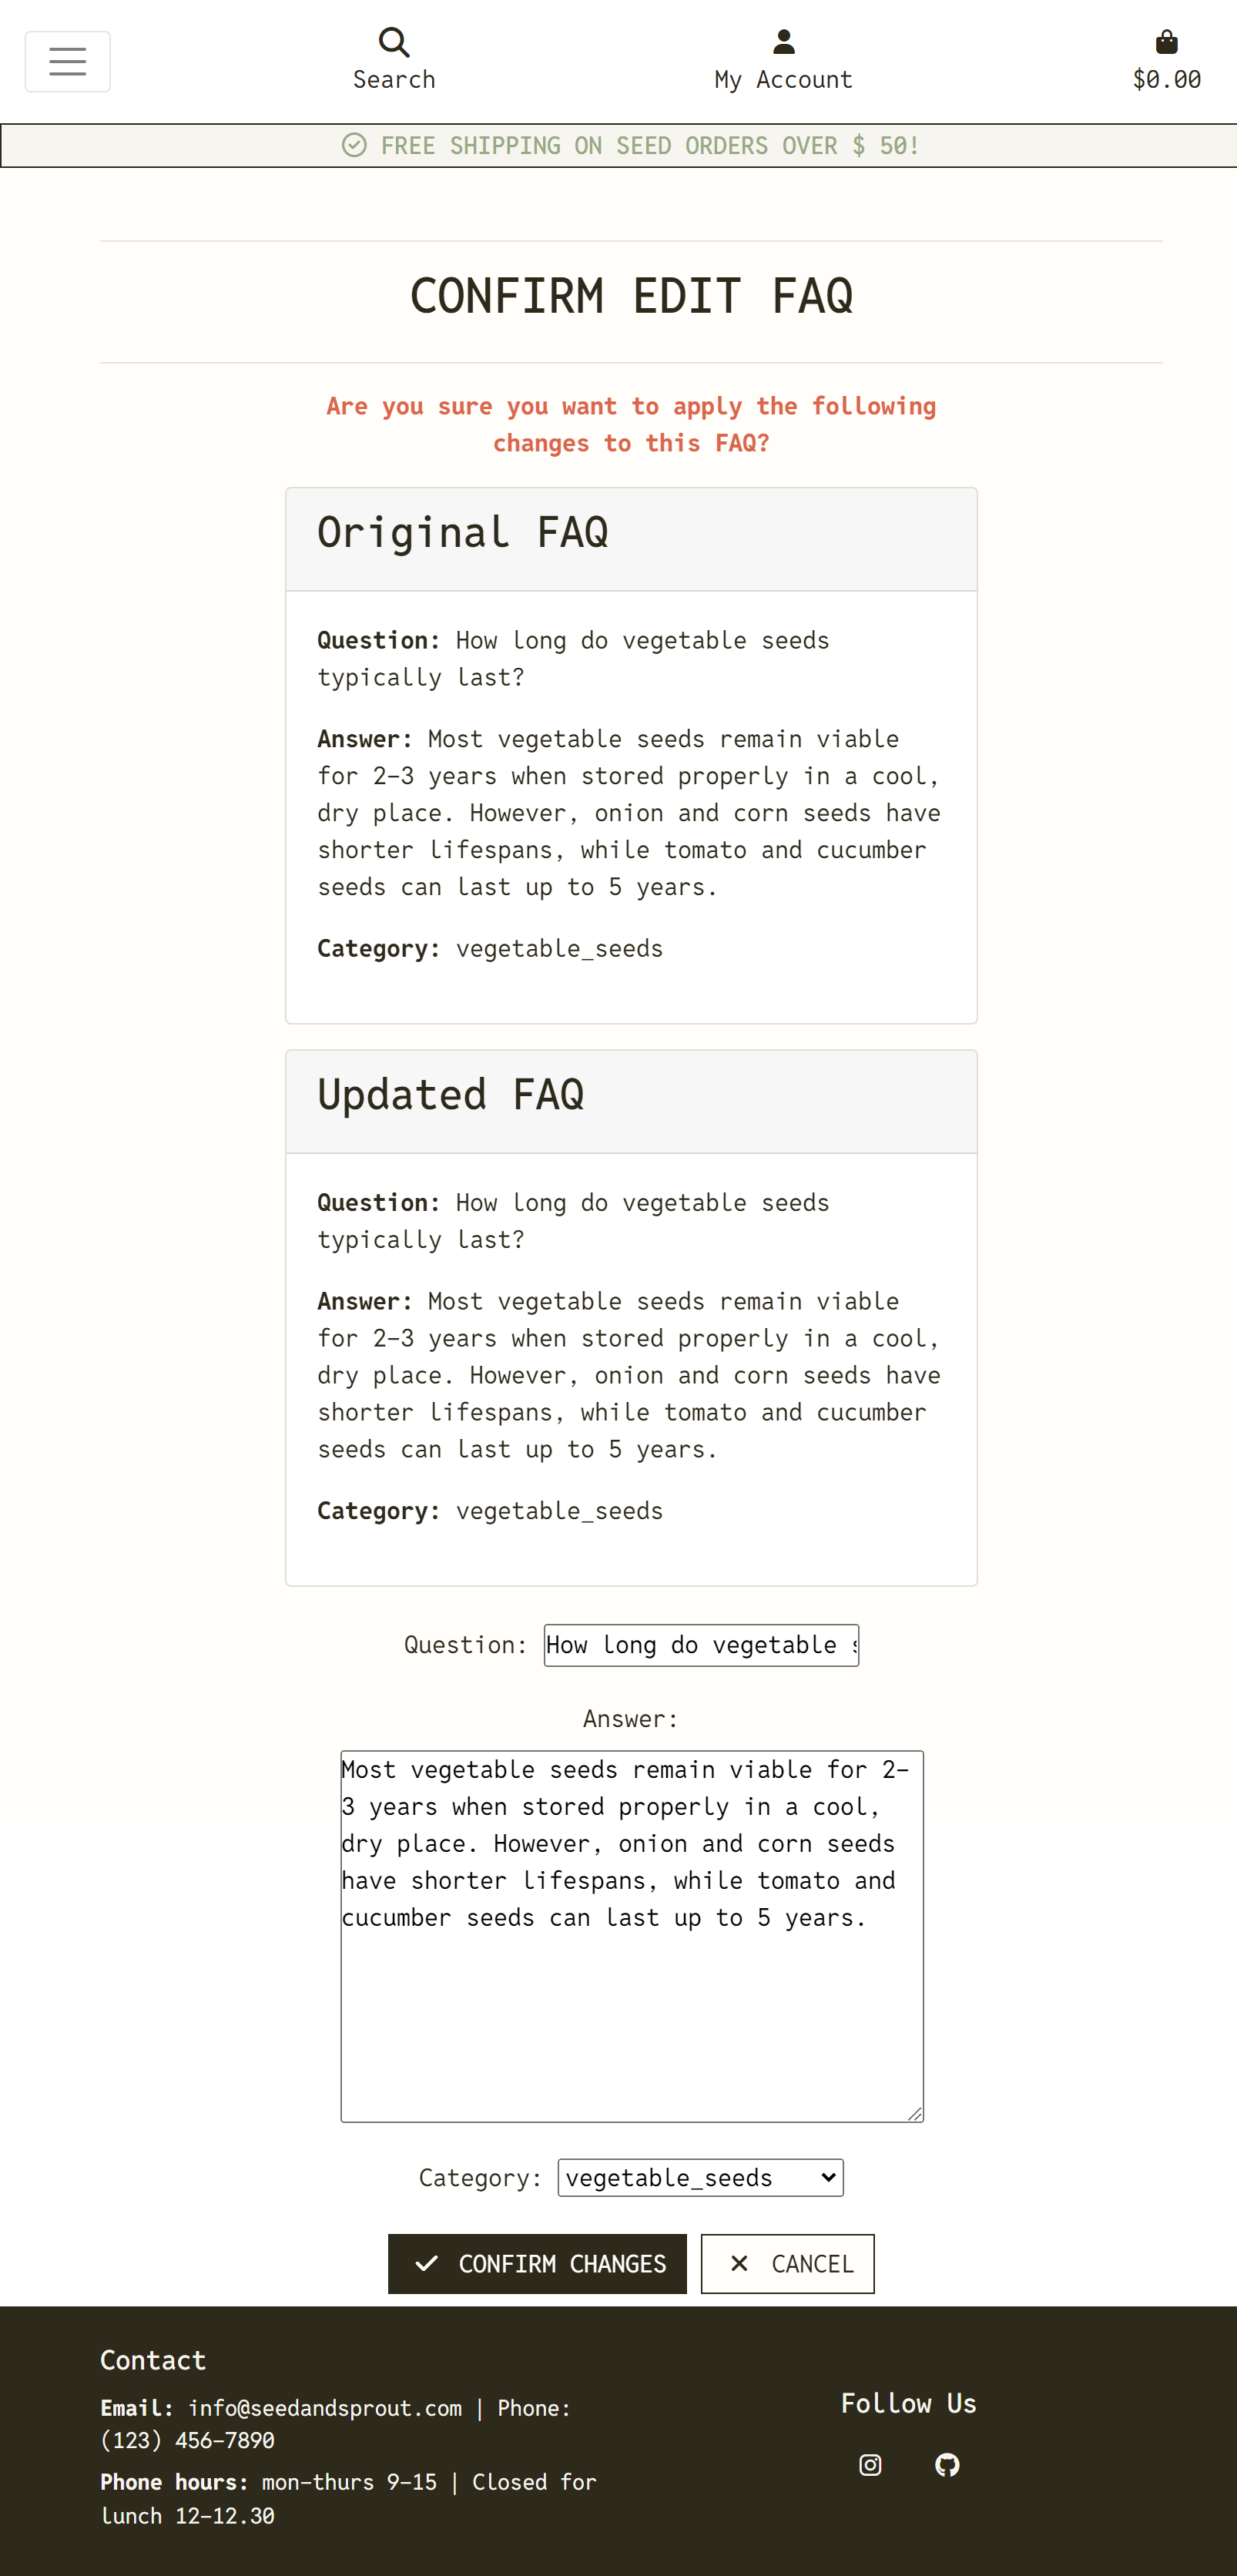 Search
My Account
$0.00
FREE SHIPPING ON SEED ORDERS OVER $ 50!
CONFIRM EDIT FAQ
Are you sure you want to apply the following
changes to this FAQ?
Original FAQ
Question: How long do vegetable seeds
typically last?
Answer: Most vegetable seeds remain viable
for 2-3 years when stored properly in a cool,
dry place. However, onion and corn seeds have
shorter lifespans, while tomato and cucumber
seeds can last up to 5 years.
Category: vegetable_seeds
Updated FAQ
Question: How long do vegetable seeds
typically last?
Answer: Most vegetable seeds remain viable
for 2-3 years when stored properly in a cool,
dry place. However, onion and corn seeds have
shorter lifespans, while tomato and cucumber
seeds can last up to 5 years.
Category: vegetable_seeds
Question: How long do vegetable
Answer:
Most vegetable seeds remain viable for 2-
3 years when stored properly in a cool,
dry place. However, onion and corn seeds
have shorter lifespans, while tomato and
cucumber seeds can last up to 5 years.
Category: vegetable_seeds
CONFIRM CHANGES
CANCEL
Contact
Email: info@seedandsprout.com | Phone:
(123) 456-7890
Phone hours: mon-thurs 9-15 | Closed for
lunch 12-12.30
Follow Us